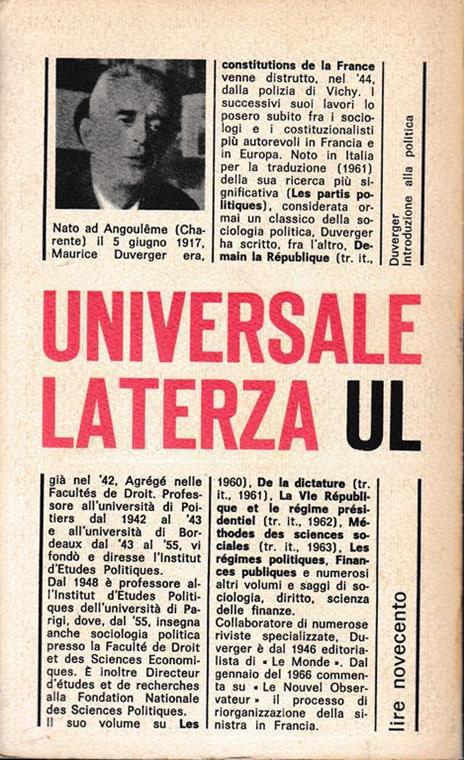 Nato ad Angoulême (Cha-
rente) il 5 giugno 1917,
Maurice Duverger era,
già nel '42, Agrégé nelle
Facultés de Droit. Profes-
sore all'università di Poi-
tiers dal 1942 al '43
e all'università di Bor-
deaux dal '43 al '55, vi
fondò e diresse l'Institut
d'Etudes Politiques.
Dal 1948 è professore al-
l'Institut d'Etudes Politi-
ques dell'università di Pa-
rigi, dove, dal '55, insegna
anche sociologia politica
presso la Faculté de Droit
et des Sciences Economi-
ques. È inoltre Directeur
d'études et de recherches
alla Fondation Nationale
des Sciences Politiques.
Il suo volume su Les
constitutions de la France
venne distrutto, nel '44,
dalla polizia di Vichy. I
successivi suoi lavori lo
posero subito fra i socio-
logi e i costituzionalisti
più autorevoli in Francia e
in Europa. Noto in Italia
per la traduzione (1961)
della sua ricerca più si-
gnificativa (Les partis po-
litiques), considerata or-
mai un classico della so-
ciologia politica, Duverger
ha scritto, fra l'altro, De-
main la République (tr. it.,
1960), De la dictature (tr.
it., 1961), La VIe Républi-
que et le régime prési-
dentiel (tr. it., 1962), Mé-
thodes des sciences so-
ciales (tr. it., 1963), Les
régimes politiques, Finan-
ces publiques e numerosi
altri volumi e saggi di so-
ciologia, diritto, scienza
delle finanze.
Collaboratore di numerose
riviste specializzate, Du-
verger è dal 1946 editoria-
lista di « Le Monde ». Dal
gennaio del 1966 commen-
ta su « Le Nouvel Obser-
vateur » il processo di
riorganizzazione della si-
nistra in Francia.
Duverger
Introduzione alla politica
UNIVERSALE
LATERZA UL
lire novecento